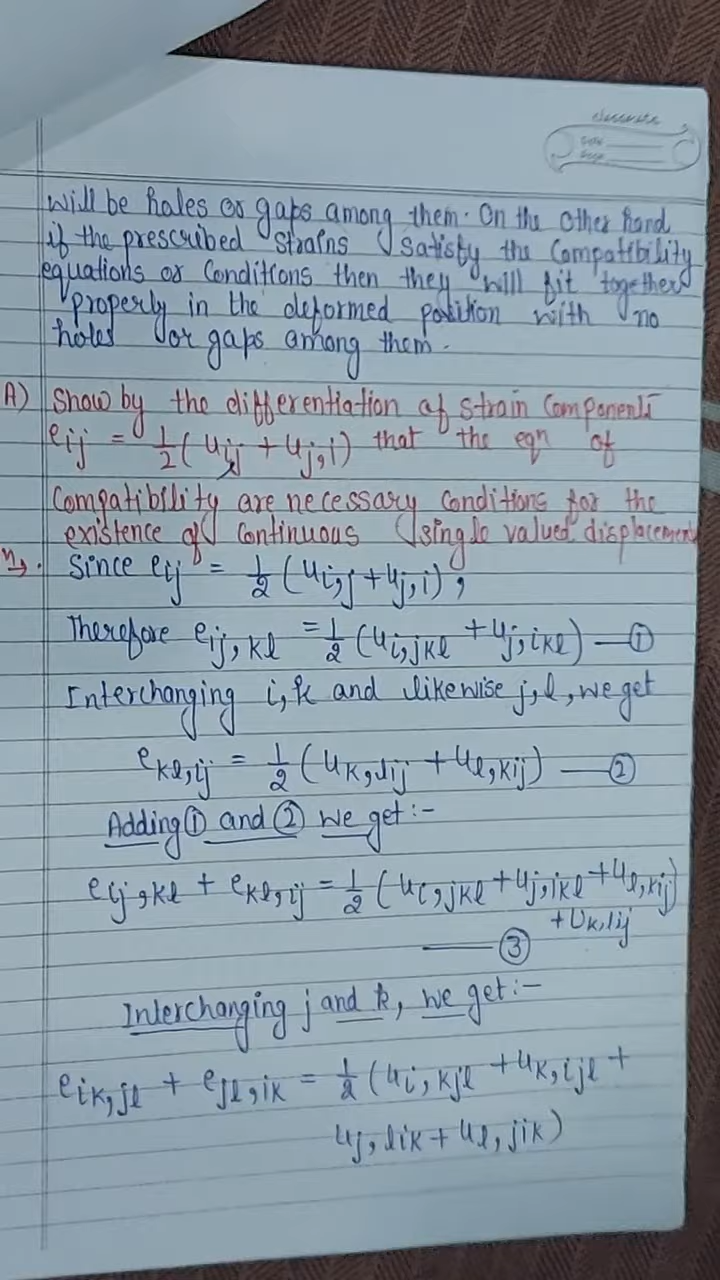 classmate
Date
Page
will be holes or gaps among them. On the other hand
if the prescribed strains satisfy the Compatibility
equations or Conditions then they will fit together
properly in the deformed position with no
holes or gaps among them.
A) Show by the differentiation of strain Components
eij = 1/2 (ui,j + uj,i) that the eqn of
Compatibility are necessary Conditions for the
existence of Continuous single valued displacement
Since eij = 1/2 (ui,j + uj,i),
Therefore eij,kl = 1/2 (ui,jkl + uj,ikl) —①
Interchanging i,k and likewise j,l, we get
ekl,ij = 1/2 (uk,lij + ul,kij) —②
Adding ① and ② we get:-
eij,kl + ekl,ij = 1/2 (ui,jkl + uj,ikl + ul,kij)
+ uk,lij
—③
Interchanging j and k, we get:-
eik,jl + ejl,ik = 1/2 (ui,kjl + uk,ijl +
uj,lik + ul,jik)